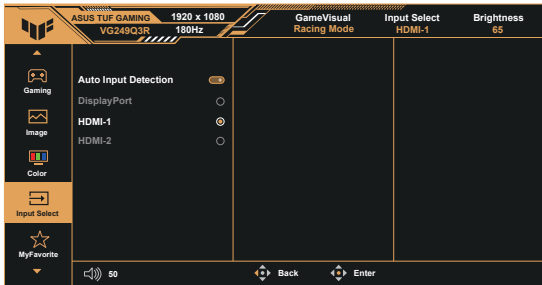 ASUS TUF GAMING 1920 x 1080
VG249Q3R 180Hz
GameVisual
Racing Mode
Input Select
HDMI-1
Brightness
65
Gaming
Image
Color
Input Select
MyFavorite
Auto Input Detection
DisplayPort
HDMI-1
HDMI-2
50
Back
Enter